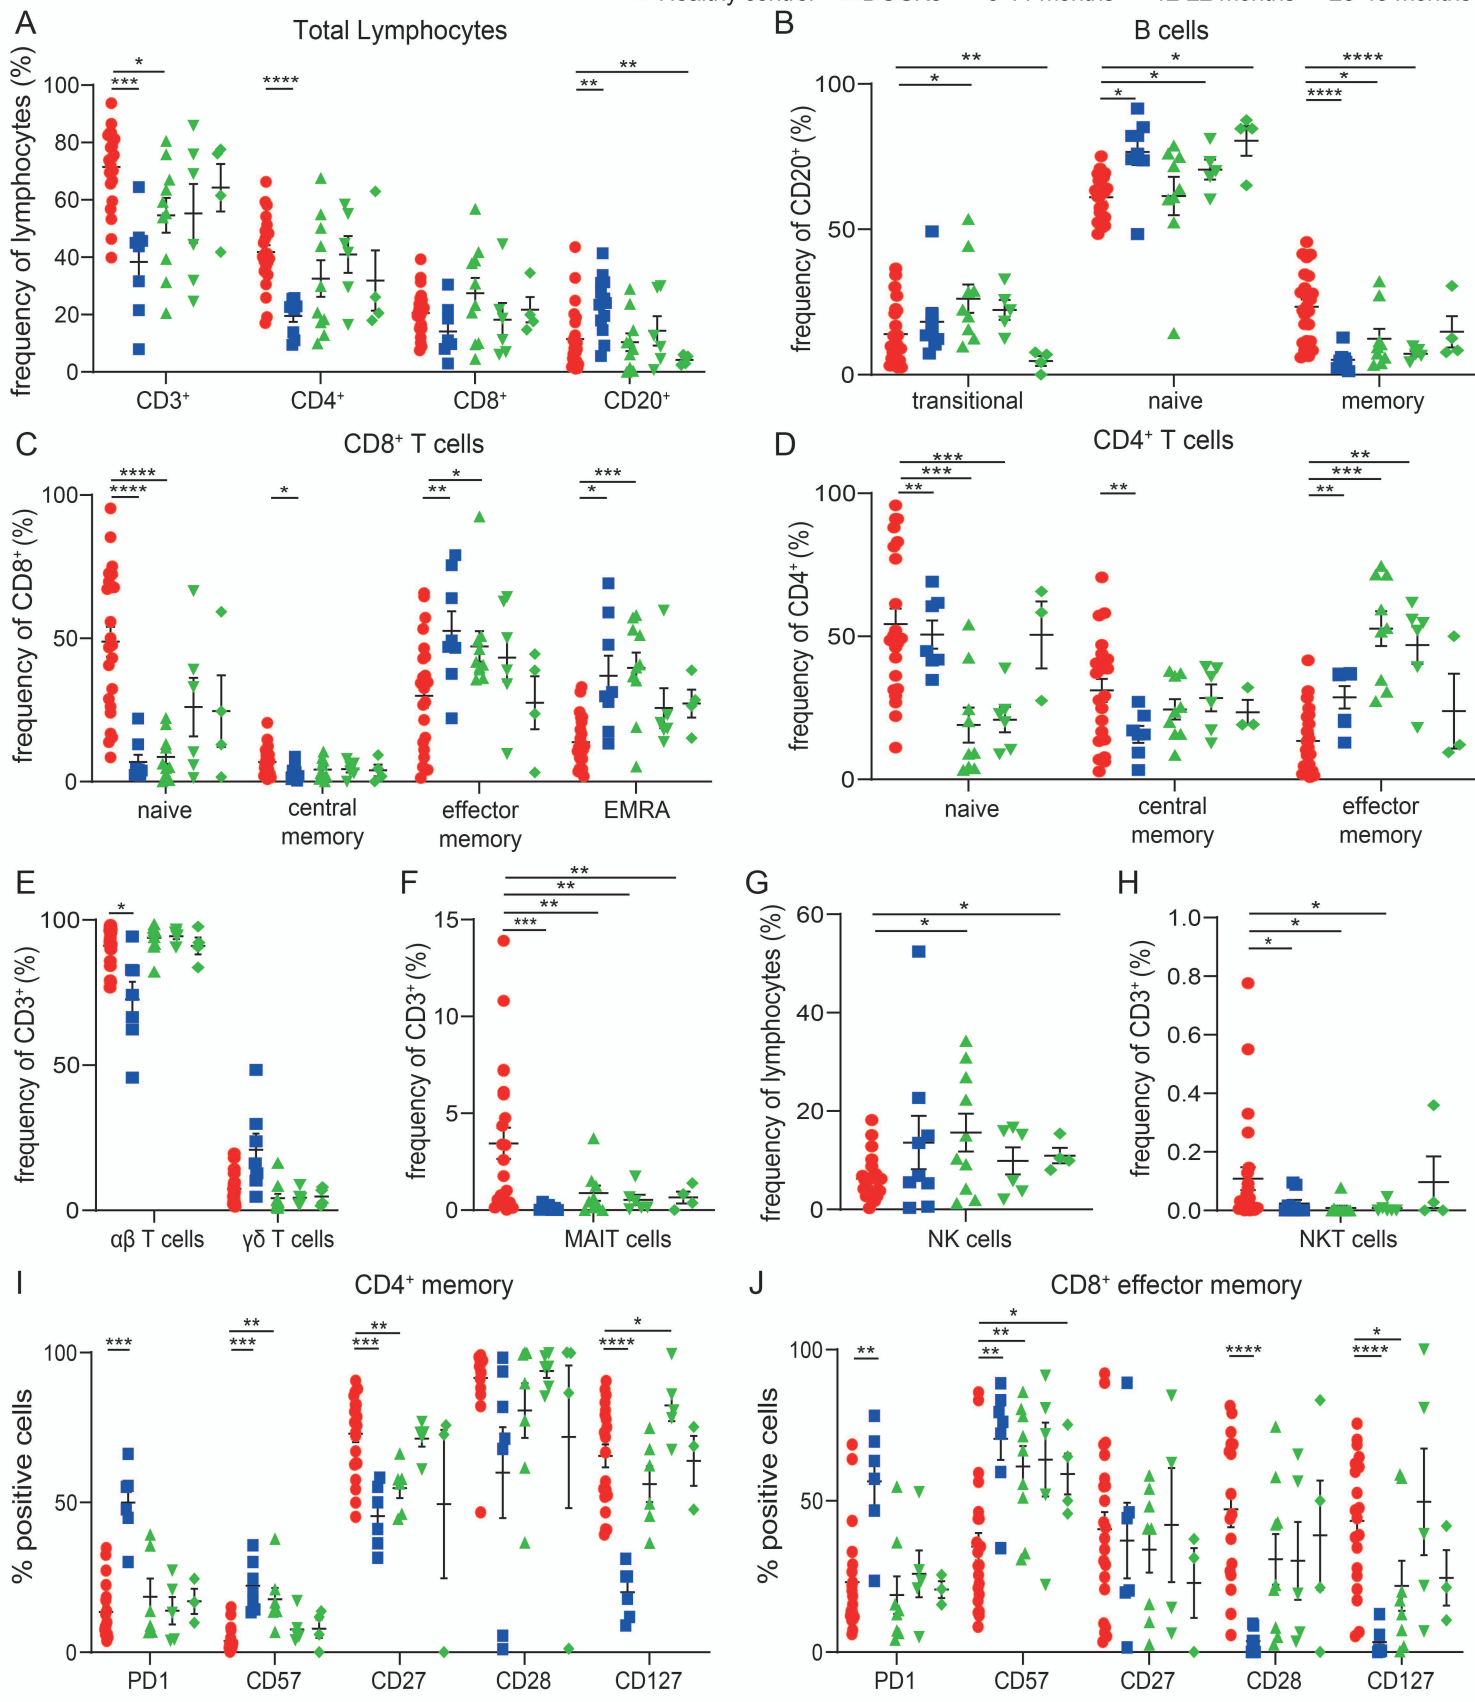 A
Total Lymphocytes
frequency of lymphocytes (%)
100
80
60
40
20
0
*
***
****
**
**
CD3⁺
CD4⁺
CD8⁺
CD20⁺
B
B cells
frequency of CD20⁺ (%)
100
50
0
**
*
*
*
*
****
*
****
transitional
naive
memory
C
CD8⁺ T cells
frequency of CD8⁺ (%)
100
50
0
****
****
*
*
**
***
*
naive
central
memory
effector
memory
EMRA
D
CD4⁺ T cells
frequency of CD4⁺ (%)
100
50
0
***
***
**
**
**
***
**
naive
central
memory
effector
memory
E
frequency of CD3⁺ (%)
100
50
0
*
αβ T cells
γδ T cells
F
frequency of CD3⁺ (%)
15
10
5
0
**
**
**
***
MAIT cells
G
frequency of lymphocytes (%)
60
40
20
0
*
*
NK cells
H
frequency of CD3⁺ (%)
1.0
0.8
0.6
0.4
0.2
0.0
*
*
*
NKT cells
I
CD4⁺ memory
% positive cells
100
50
0
***
**
***
**
***
*
****
PD1
CD57
CD27
CD28
CD127
J
CD8⁺ effector memory
% positive cells
100
50
0
**
*
**
**
****
*
****
PD1
CD57
CD27
CD28
CD127